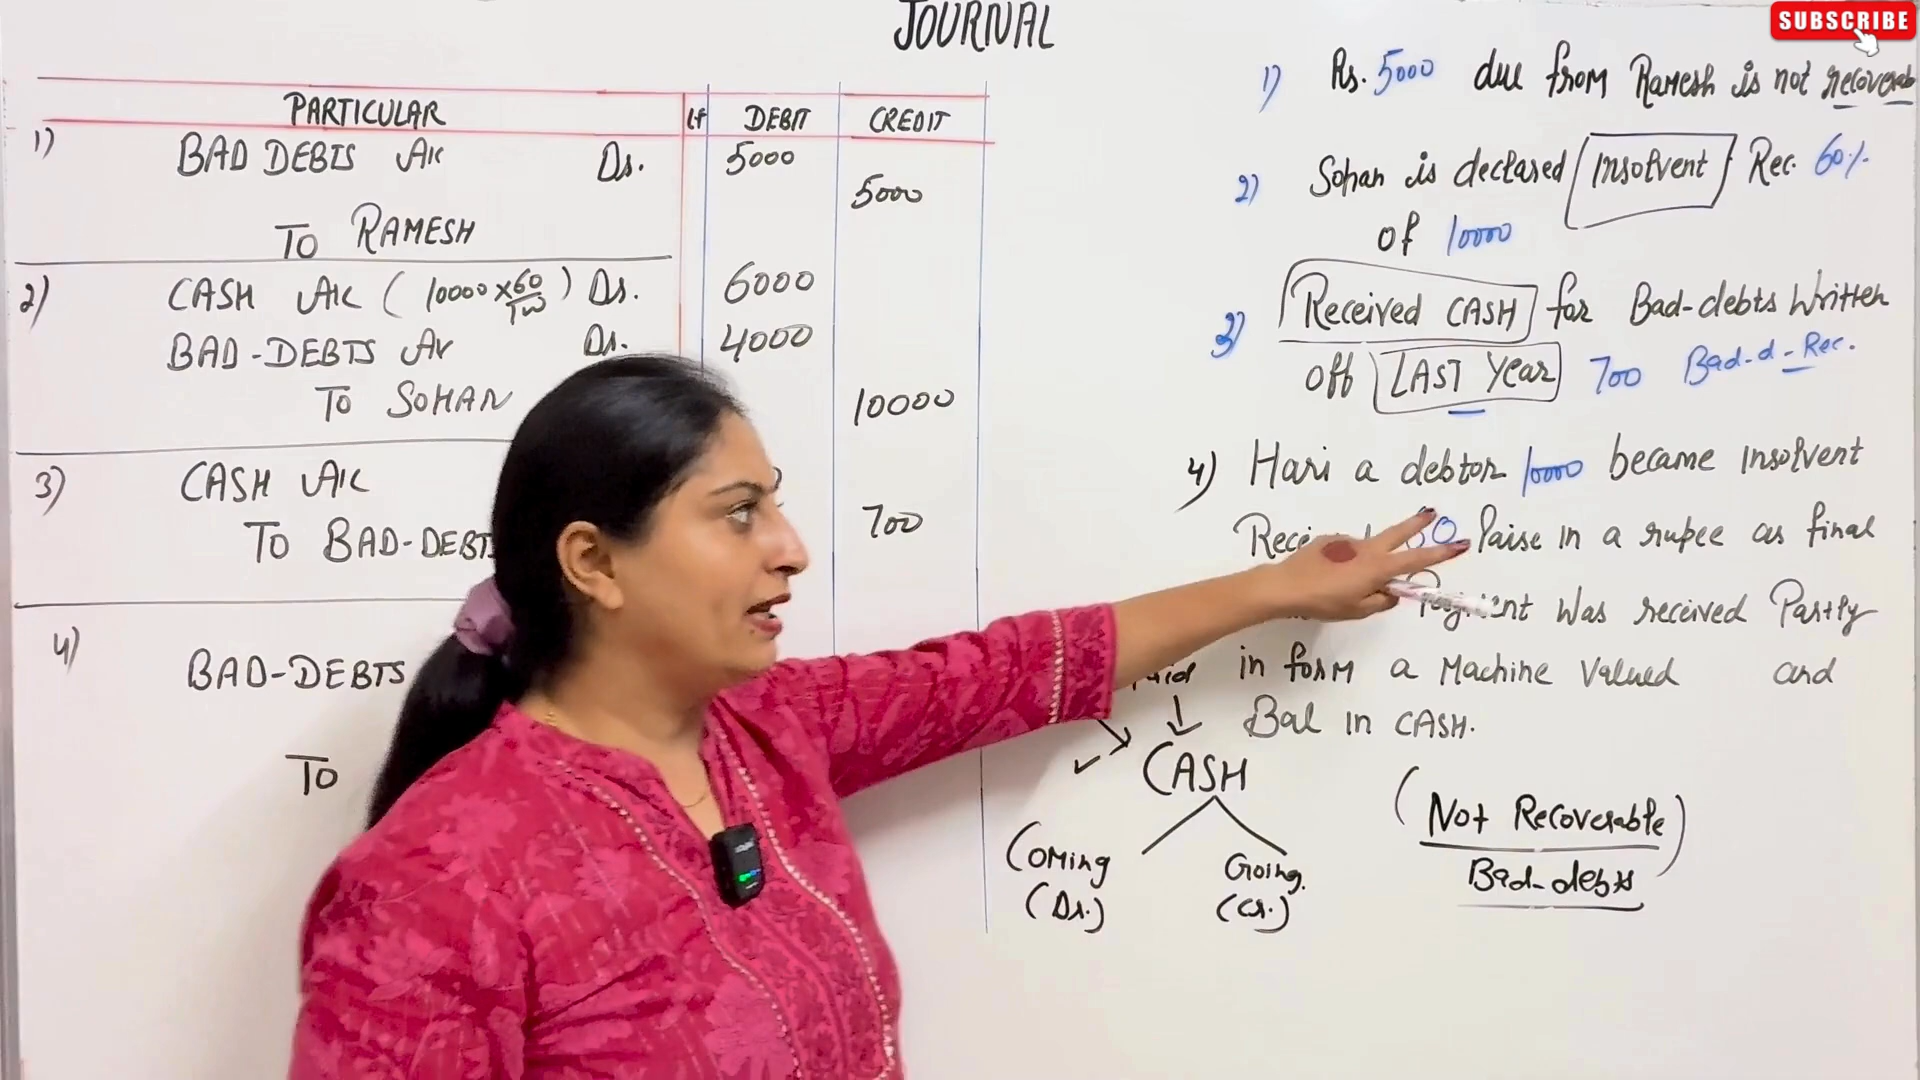 JOURNAL
SUBSCRIBE
PARTICULAR LF DEBIT CREDIT
1) BAD DEBTS A/c Dr. 5000
5000
TO RAMESH
2) CASH A/c (10000 × 60/100) Dr. 6000
BAD-DEBTS A/c Dr. 4000
TO SOHAN 10000
3) CASH A/c
TO BAD-DEBT 700
4) BAD-DEBTS
TO
1) Rs. 5000 due from Ramesh is not recoverab
2) Sohan is declared Insolvent Rec. 60%
of 10000
3) Received CASH for Bad-debts Written
off LAST Year 700 Bad-d-Rec.
4) Hari a debtor 10000 became insolvent
Paise in a rupee as final
Payment was received Partly
in form a Machine Valued and
Bal in CASH.
CASH
Coming Going.
(Dr.) (Cr.)
(Not Recoverable)
Bad-debts